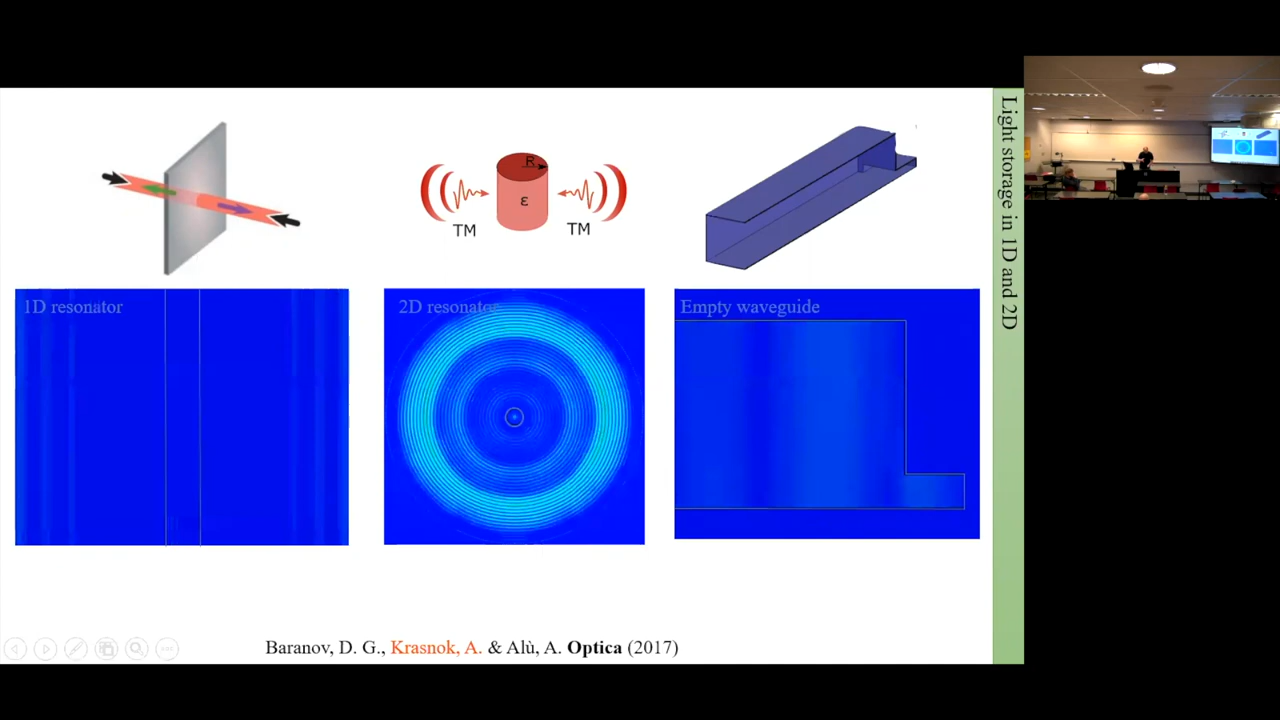 R
ε
TM
TM
1D resonator
2D resonator
Empty waveguide
Baranov, D. G., Krasnok, A. & Alù, A. Optica (2017)
Light storage in 1D and 2D